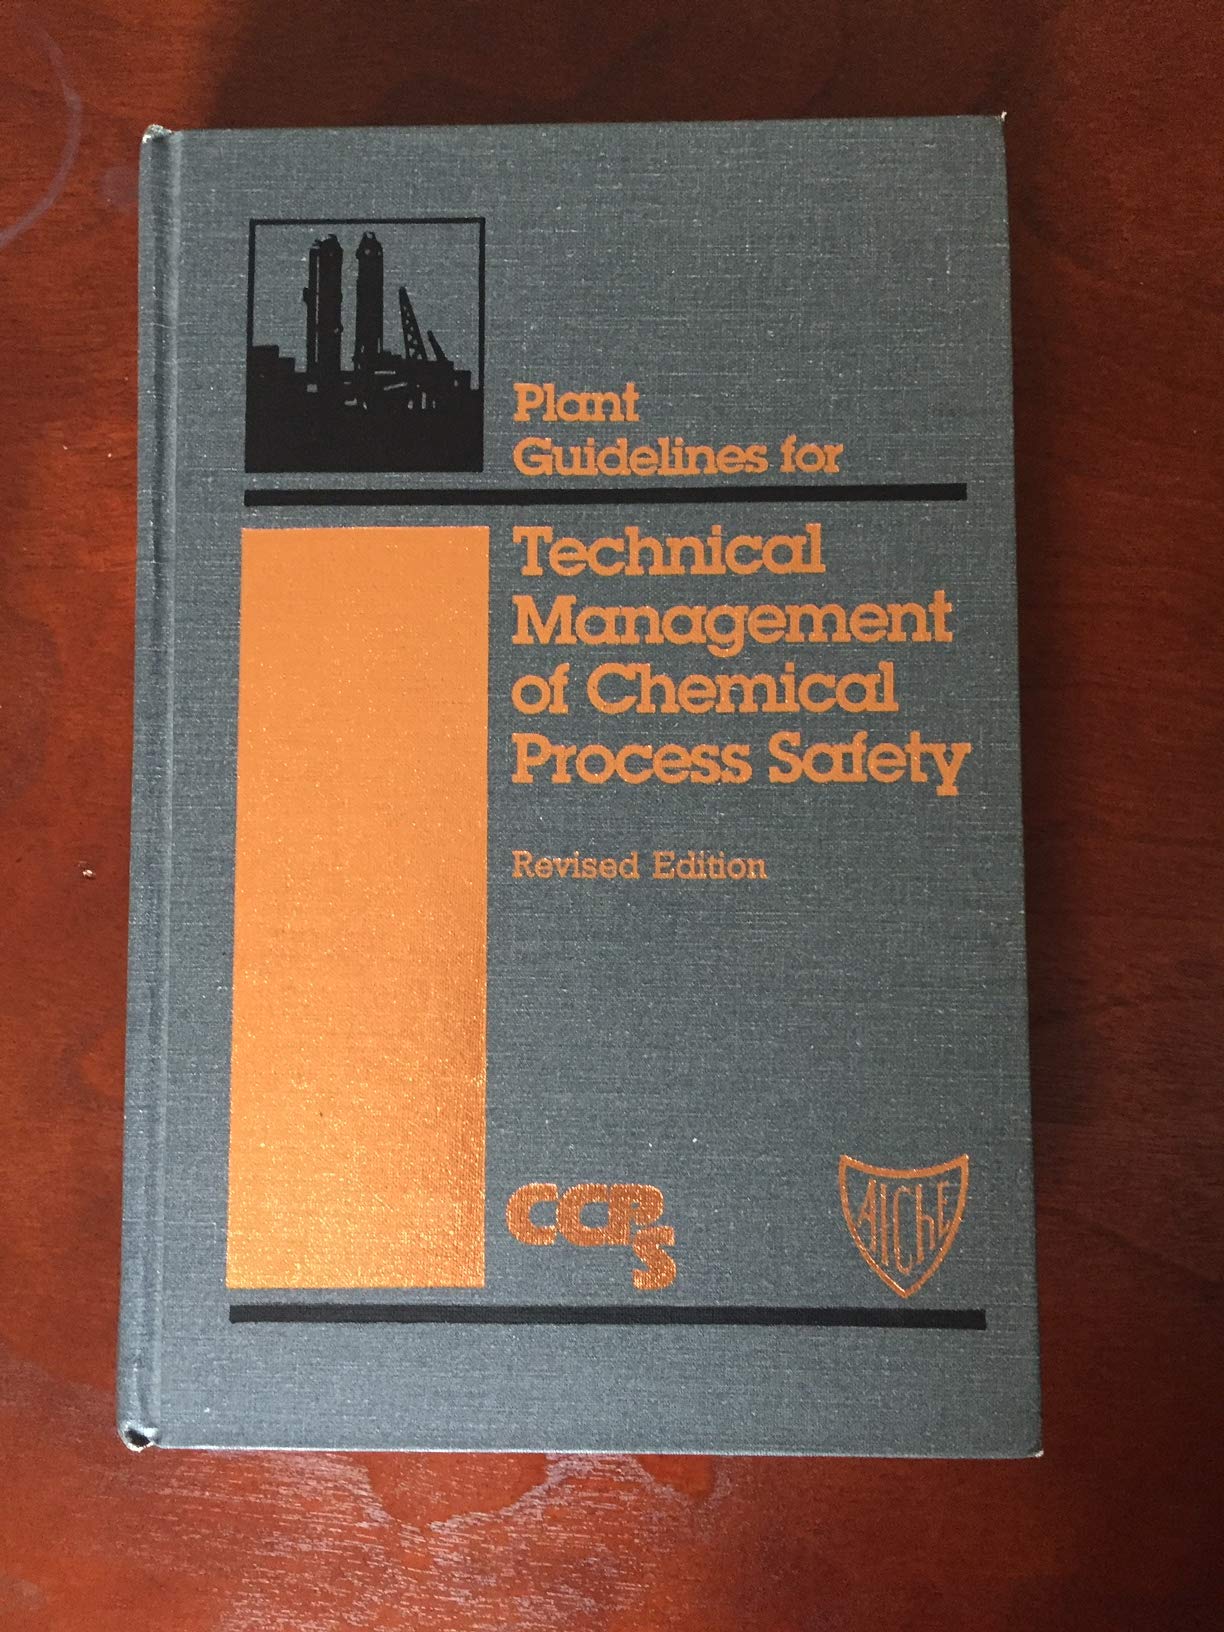 Plant
Guidelines for
Technical
Management
of Chemical
Process Safety
Revised Edition
CCPS
AIChE